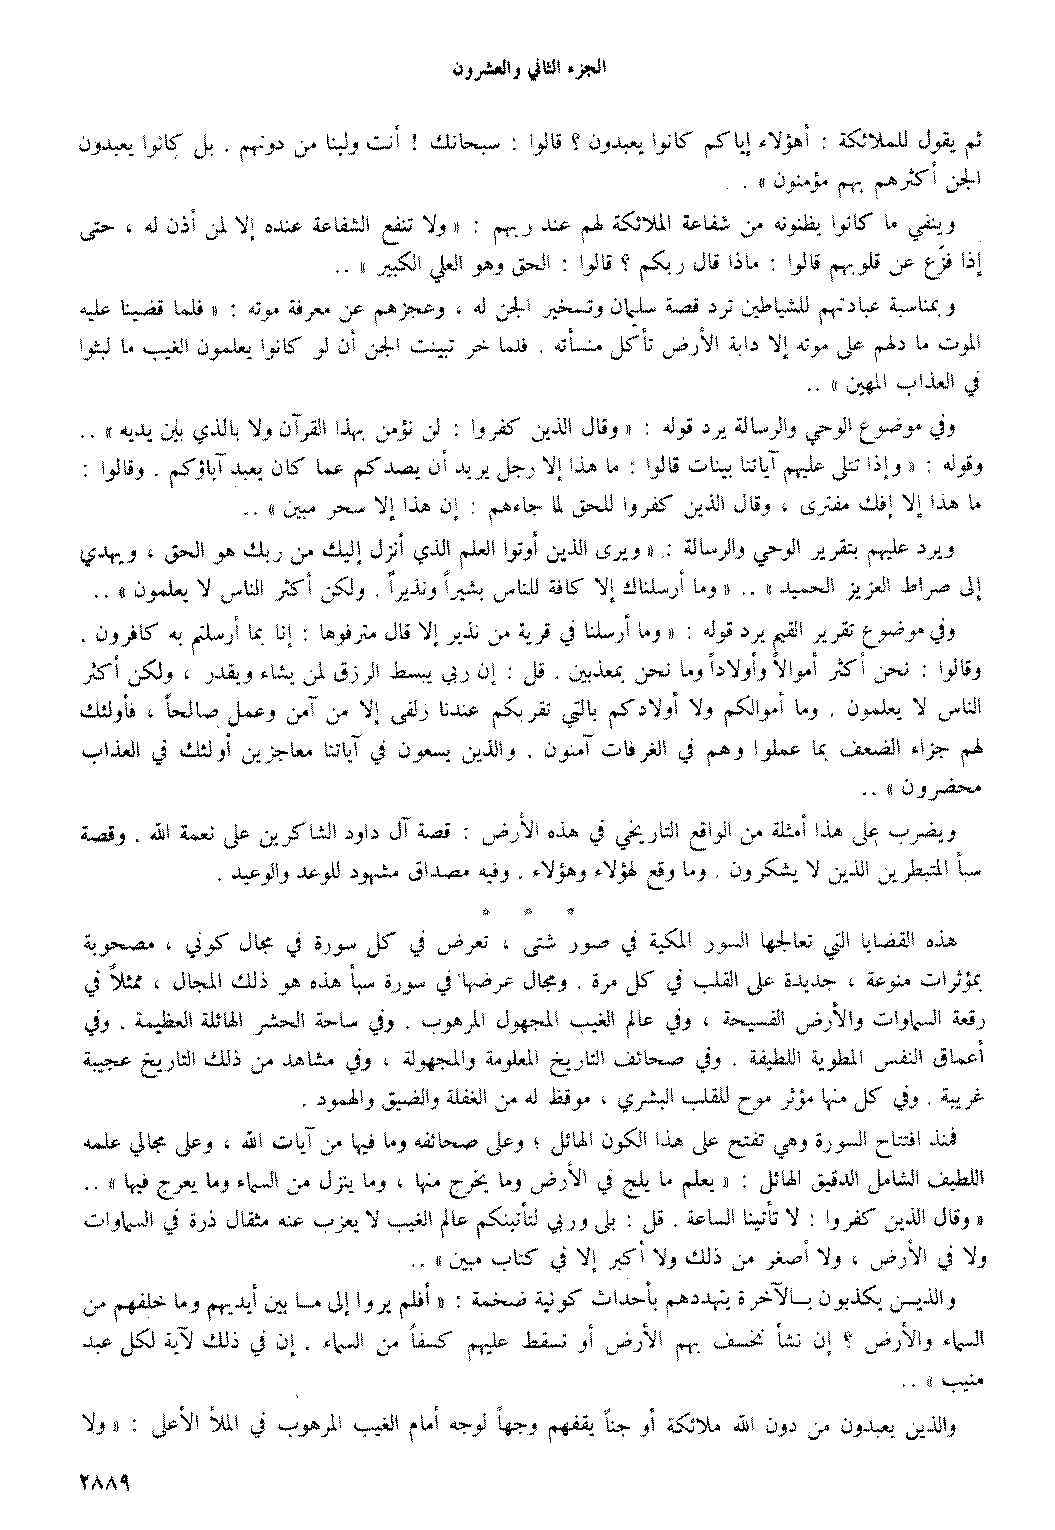 الجزء الثاني والعشرون
ثم يقول للملائكة : أهؤلاء إياكم كانوا يعبدون ؟ قالوا : سبحانك ! أنت ولينا من دونهم . بل كانوا يعبدون
الجن أكثرهم بهم مؤمنون » .
وينفي ما كانوا يظنونه من شفاعة الملائكة لهم عند ربهم : « ولا تنفع الشفاعة عنده إلا لمن أذن له ، حتى
إذا فزّع عن قلوبهم قالوا : ماذا قال ربكم ؟ قالوا : الحق وهو العلي الكبير » ..
وبمناسبة عبادتهم للشياطين ترد قصة سليمان وتسخير الجن له ، وعجزهم عن معرفة موته : « فلما قضينا عليه
الموت ما دلهم على موته إلا دابة الأرض تأكل منسأته . فلما خر تبينت الجن أن لو كانوا يعلمون الغيب ما لبثوا
في العذاب المهين » ..
وفي موضوع الوحي والرسالة يرد قوله : « وقال الذين كفروا : لن نؤمن بهذا القرآن ولا بالذي بين يديه » ..
وقوله : « وإذا تتلى عليهم آياتنا بينات قالوا : ما هذا إلا رجل يريد أن يصدكم عما كان يعبد آباؤكم . وقالوا :
ما هذا إلا إفك مفترى ، وقال الذين كفروا للحق لما جاءهم : إن هذا إلا سحر مبين » ..
ويرد عليهم بتقرير الوحي والرسالة : « ويرى الذين أوتوا العلم الذي أنزل إليك من ربك هو الحق ، ويهدي
إلى صراط العزيز الحميد » .. « وما أرسلناك إلا كافة للناس بشيراً ونذيراً . ولكن أكثر الناس لا يعلمون » ..
وفي موضوع تقرير القيم يرد قوله : « وما أرسلنا في قرية من نذير إلا قال مترفوها : إنا بما أرسلتم به كافرون .
وقالوا : نحن أكثر أموالاً وأولاداً وما نحن بمعذبين . قل : إن ربي يبسط الرزق لمن يشاء ويقدر ، ولكن أكثر
الناس لا يعلمون . وما أموالكم ولا أولادكم بالتي تقربكم عندنا زلفى إلا من آمن وعمل صالحاً ، فأولئك
لهم جزاء الضعف بما عملوا وهم في الغرفات آمنون . والذين يسعون في آياتنا معاجزين أولئك في العذاب
محضرون » ..
ويضرب على هذا أمثلة من الواقع التاريخي في هذه الأرض : قصة آل داود الشاكرين على نعمة الله . وقصة
سبأ المتبطرين الذين لا يشكرون . وما وقع لهؤلاء وهؤلاء . وفيه مصداق مشهود للوعد والوعيد .
* * *
هذه القضايا التي تعالجها السور المكية في صور شتى ، تعرض في كل سورة في مجال كوني ، مصحوبة
بمؤثرات منوعة ، جديدة على القلب في كل مرة . ومجال عرضها في سورة سبأ هذه هو ذلك المجال ، ممثلاً في
رقعة السماوات والأرض الفسيحة ، وفي عالم الغيب المجهول المرهوب . وفي ساحة الحشر الهائلة العظيمة . وفي
أعماق النفس المطوية اللطيفة . وفي صحائف التاريخ المعلومة والمجهولة ، وفي مشاهد من ذلك التاريخ عجيبة
غريبة . وفي كل منها مؤثر موح للقلب البشري ، موقظ له من الغفلة والضيق والهمود .
فمنذ افتتاح السورة وهي تفتح على هذا الكون الهائل ؛ وعلى صحائفه وما فيها من آيات الله ، وعلى مجالي علمه
اللطيف الشامل الدقيق الهائل : « يعلم ما يلج في الأرض وما يخرج منها ، وما ينزل من السماء وما يعرج فيها » ..
« وقال الذين كفروا : لا تأتينا الساعة . قل : بلى وربي لتأتينكم عالم الغيب لا يعزب عنه مثقال ذرة في السماوات
ولا في الأرض ، ولا أصغر من ذلك ولا أكبر إلا في كتاب مبين » ..
والذيــن يكذبون بــالآخرة يتهددهم بأحداث كونية ضخمة : « أفلم يروا إلى مــا بين أيديهم وما خلفهم من
السماء والأرض ؟ إن نشأ نخسف بهم الأرض أو نسقط عليهم كسفاً من السماء . إن في ذلك لآية لكل عبد
منيب » ..
والذين يعبدون من دون الله ملائكة أو جناً يقفهم وجهاً لوجه أمام الغيب المرهوب في الملأ الأعلى : « ولا
٢٨٨٩